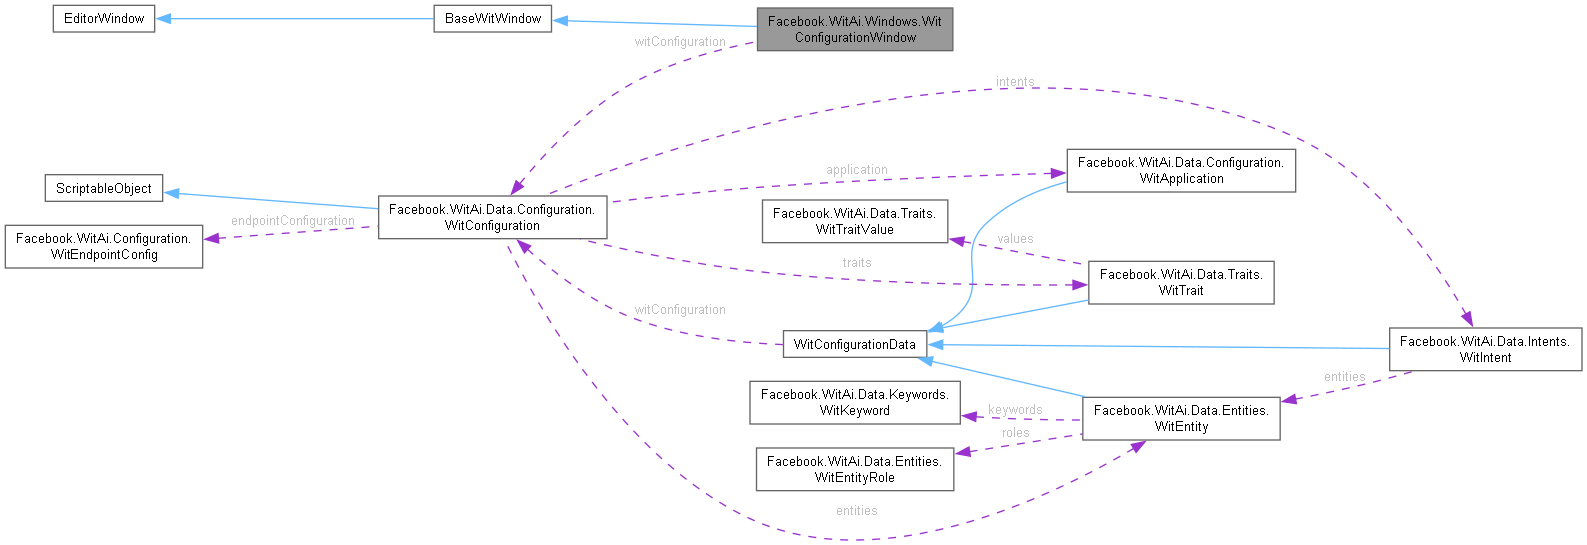 EditorWindow
BaseWitWindow
Facebook.WitAi.Windows.Wit
ConfigurationWindow
witConfiguration
intents
application
Facebook.WitAi.Data.Configuration.
WitApplication
ScriptableObject
Facebook.WitAi.Data.Configuration.
WitConfiguration
endpointConfiguration
Facebook.WitAi.Configuration.
WitEndpointConfig
Facebook.WitAi.Data.Traits.
WitTraitValue
values
traits
Facebook.WitAi.Data.Traits.
WitTrait
witConfiguration
WitConfigurationData
Facebook.WitAi.Data.Intents.
WitIntent
entities
Facebook.WitAi.Data.Keywords.
WitKeyword
keywords
Facebook.WitAi.Data.Entities.
WitEntity
roles
Facebook.WitAi.Data.Entities.
WitEntityRole
entities